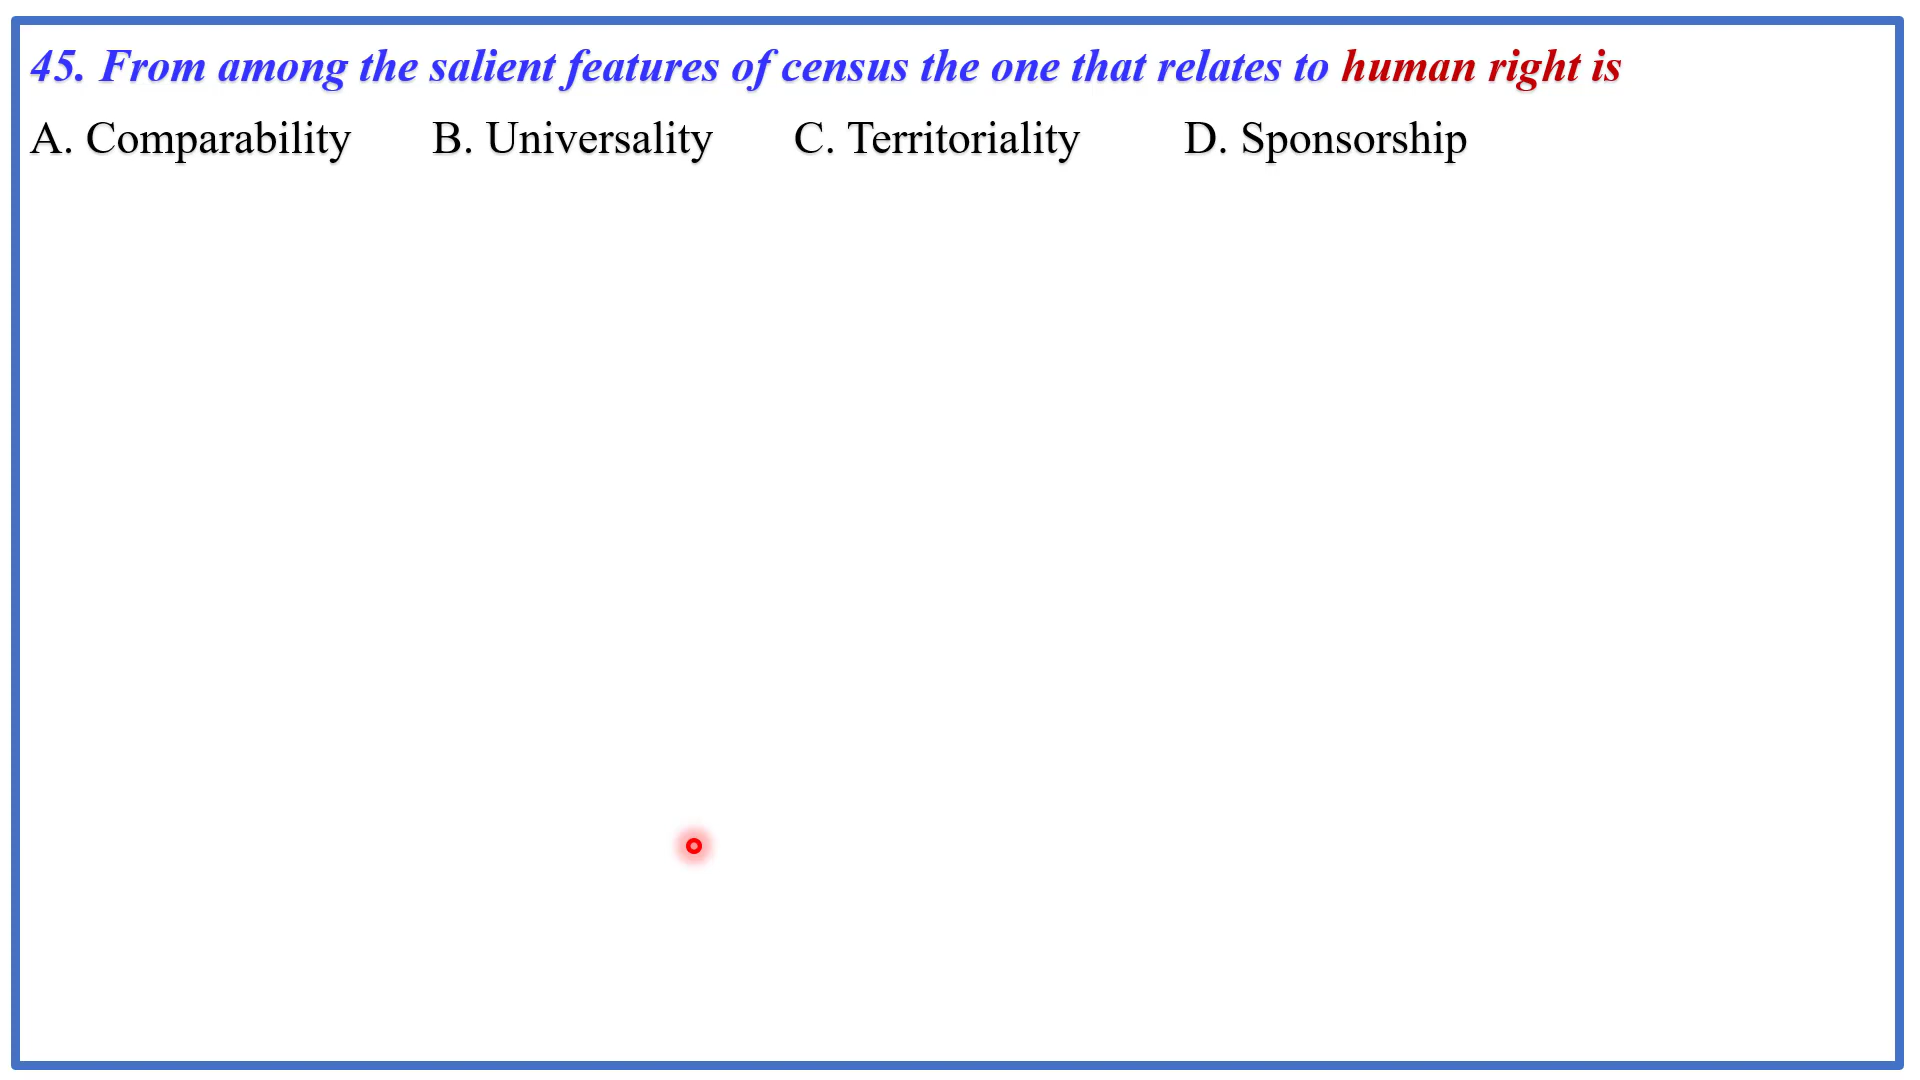 45. From among the salient features of census the one that relates to human right is
A. Comparability B. Universality C. Territoriality D. Sponsorship